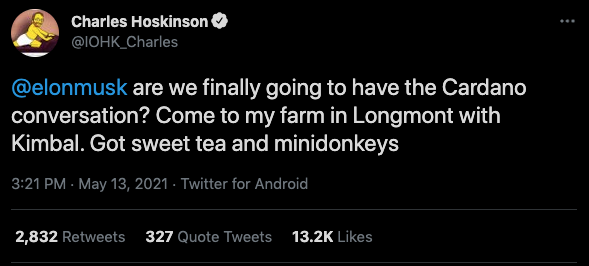 Charles Hoskinson
@IOHK_Charles
@elonmusk are we finally going to have the Cardano
conversation? Come to my farm in Longmont with
Kimbal. Got sweet tea and minidonkeys
3:21 PM · May 13, 2021 · Twitter for Android
2,832 Retweets 327 Quote Tweets 13.2K Likes